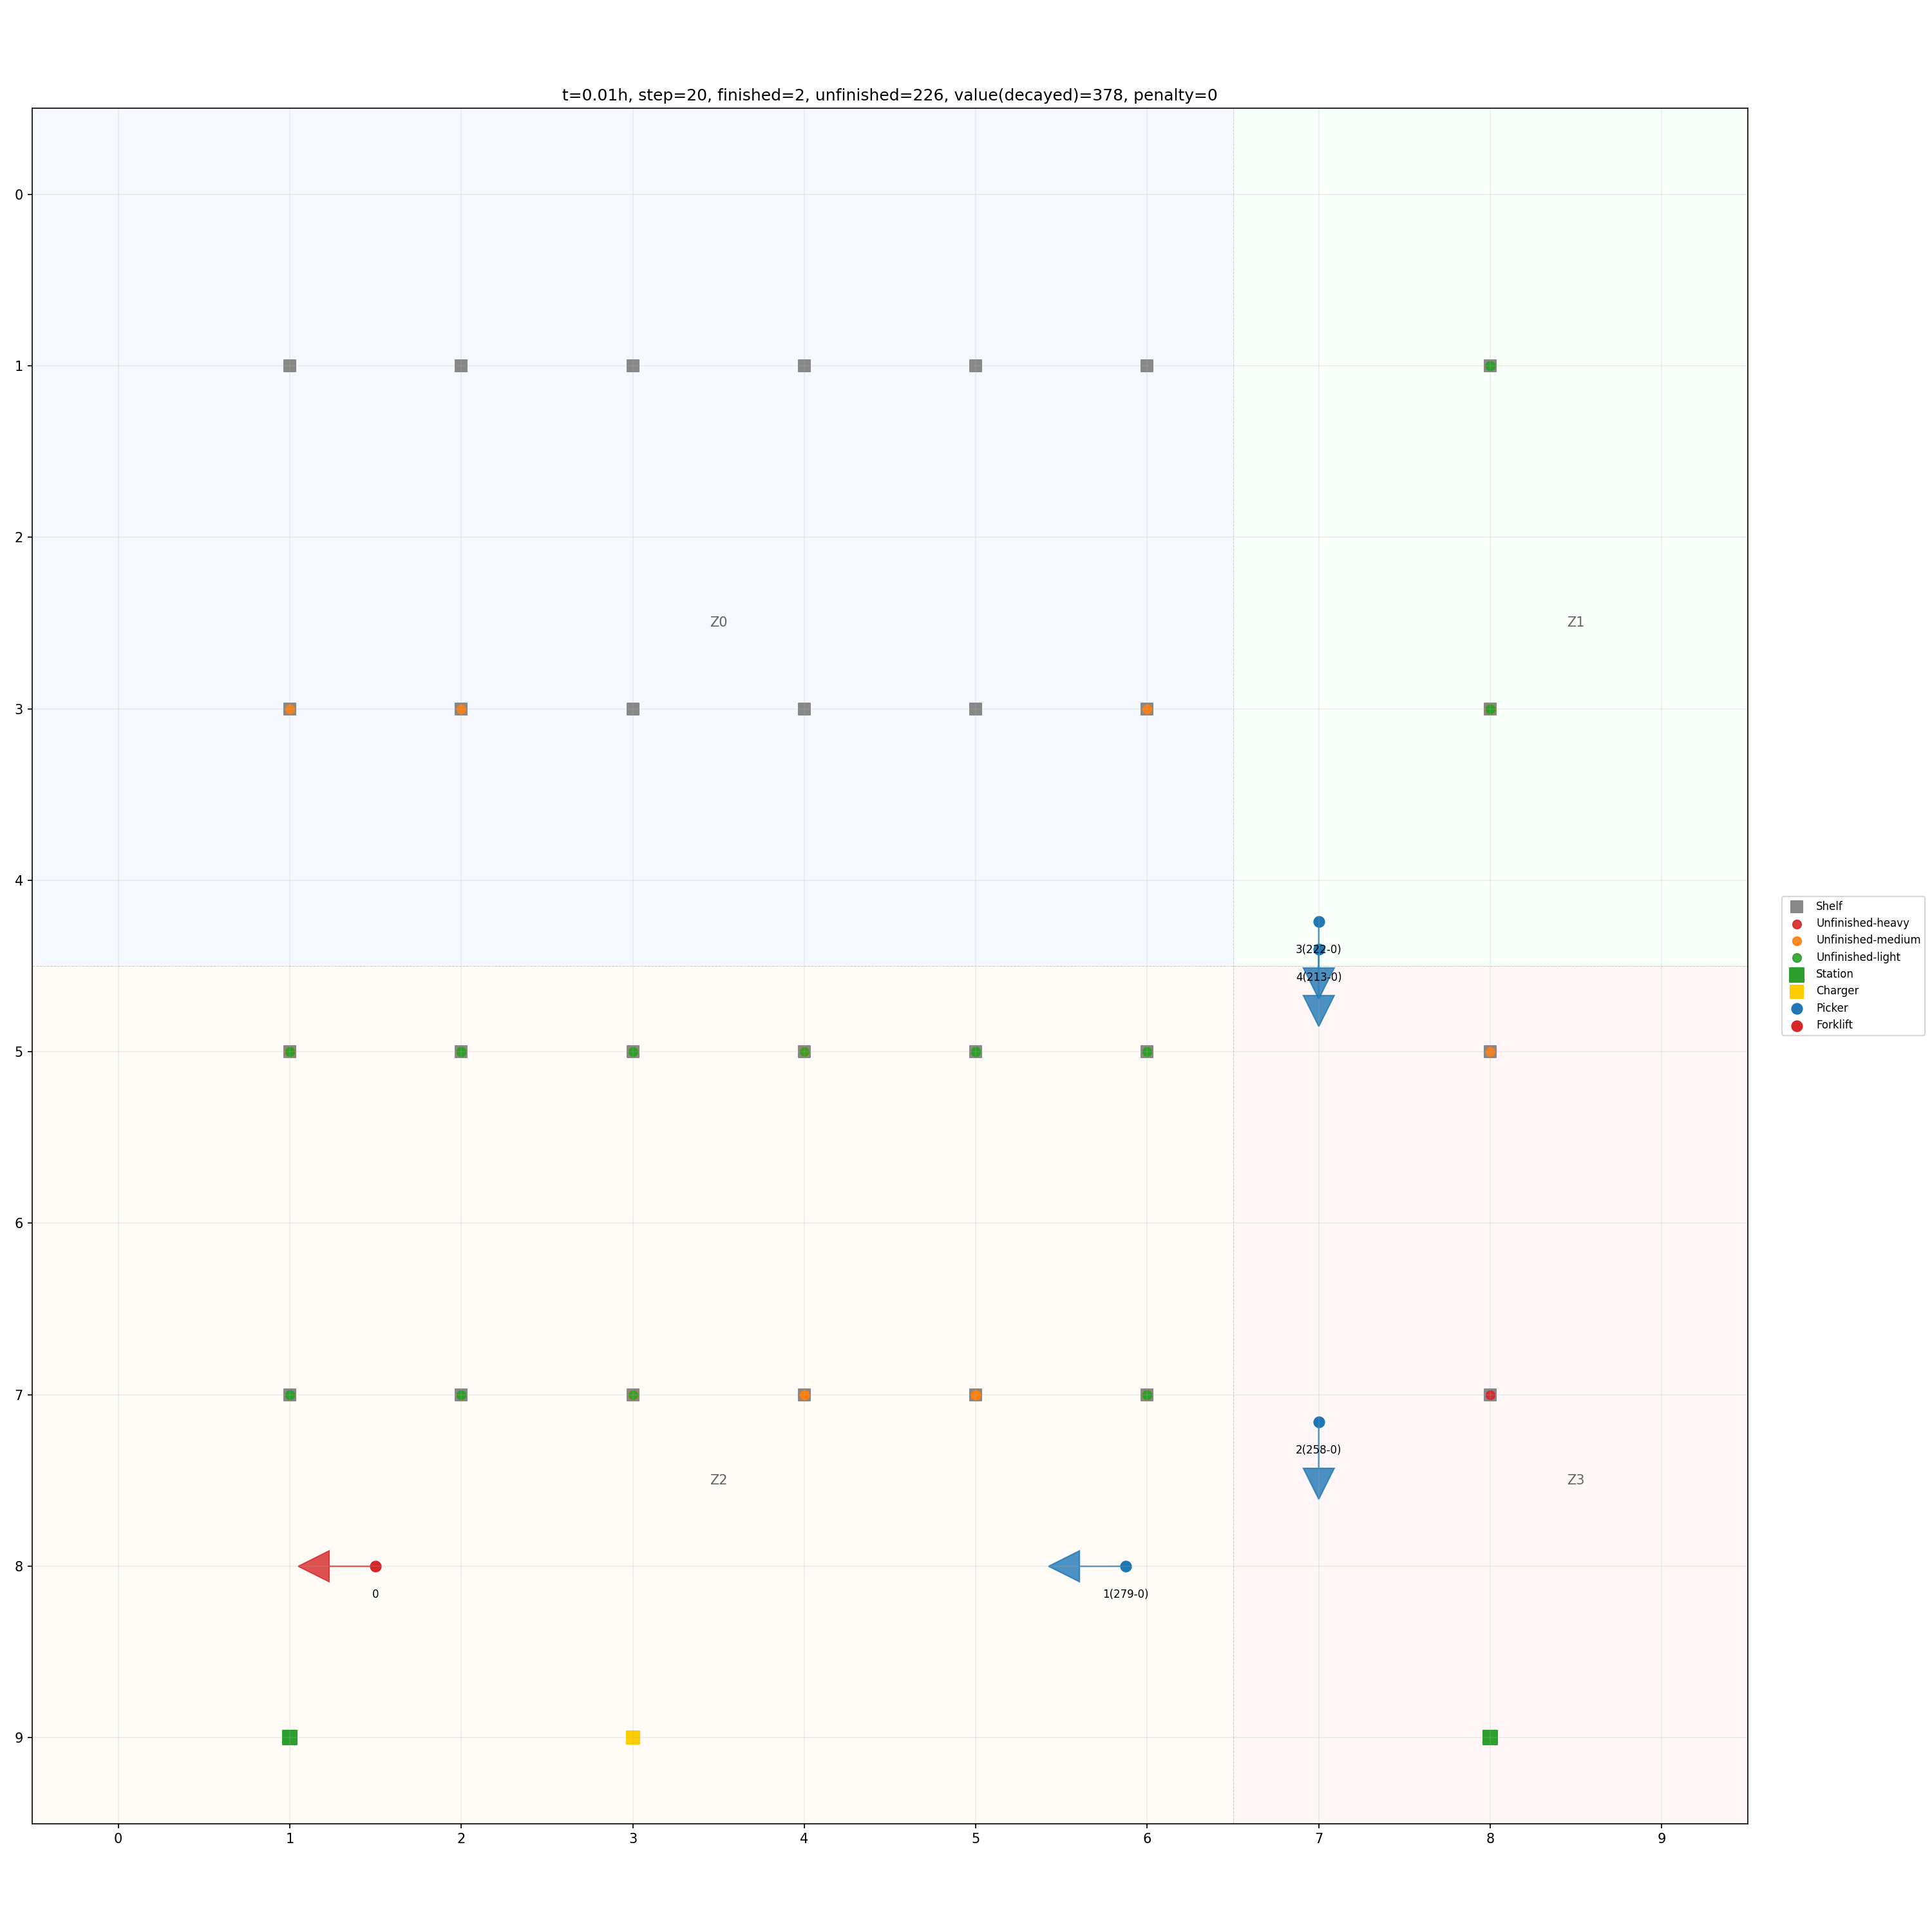 t=0.01h, step=20, finished=2, unfinished=226, value(decayed)=378, penalty=0
0
1
2
Z0
Z1
3
4
3(222-0)
4(213-0)
Shelf
Unfinished-heavy
Unfinished-medium
Unfinished-light
Station
Charger
Picker
Forklift
5
6
7
2(258-0)
Z2
Z3
8
0
1(279-0)
9
0
1
2
3
4
5
6
7
8
9